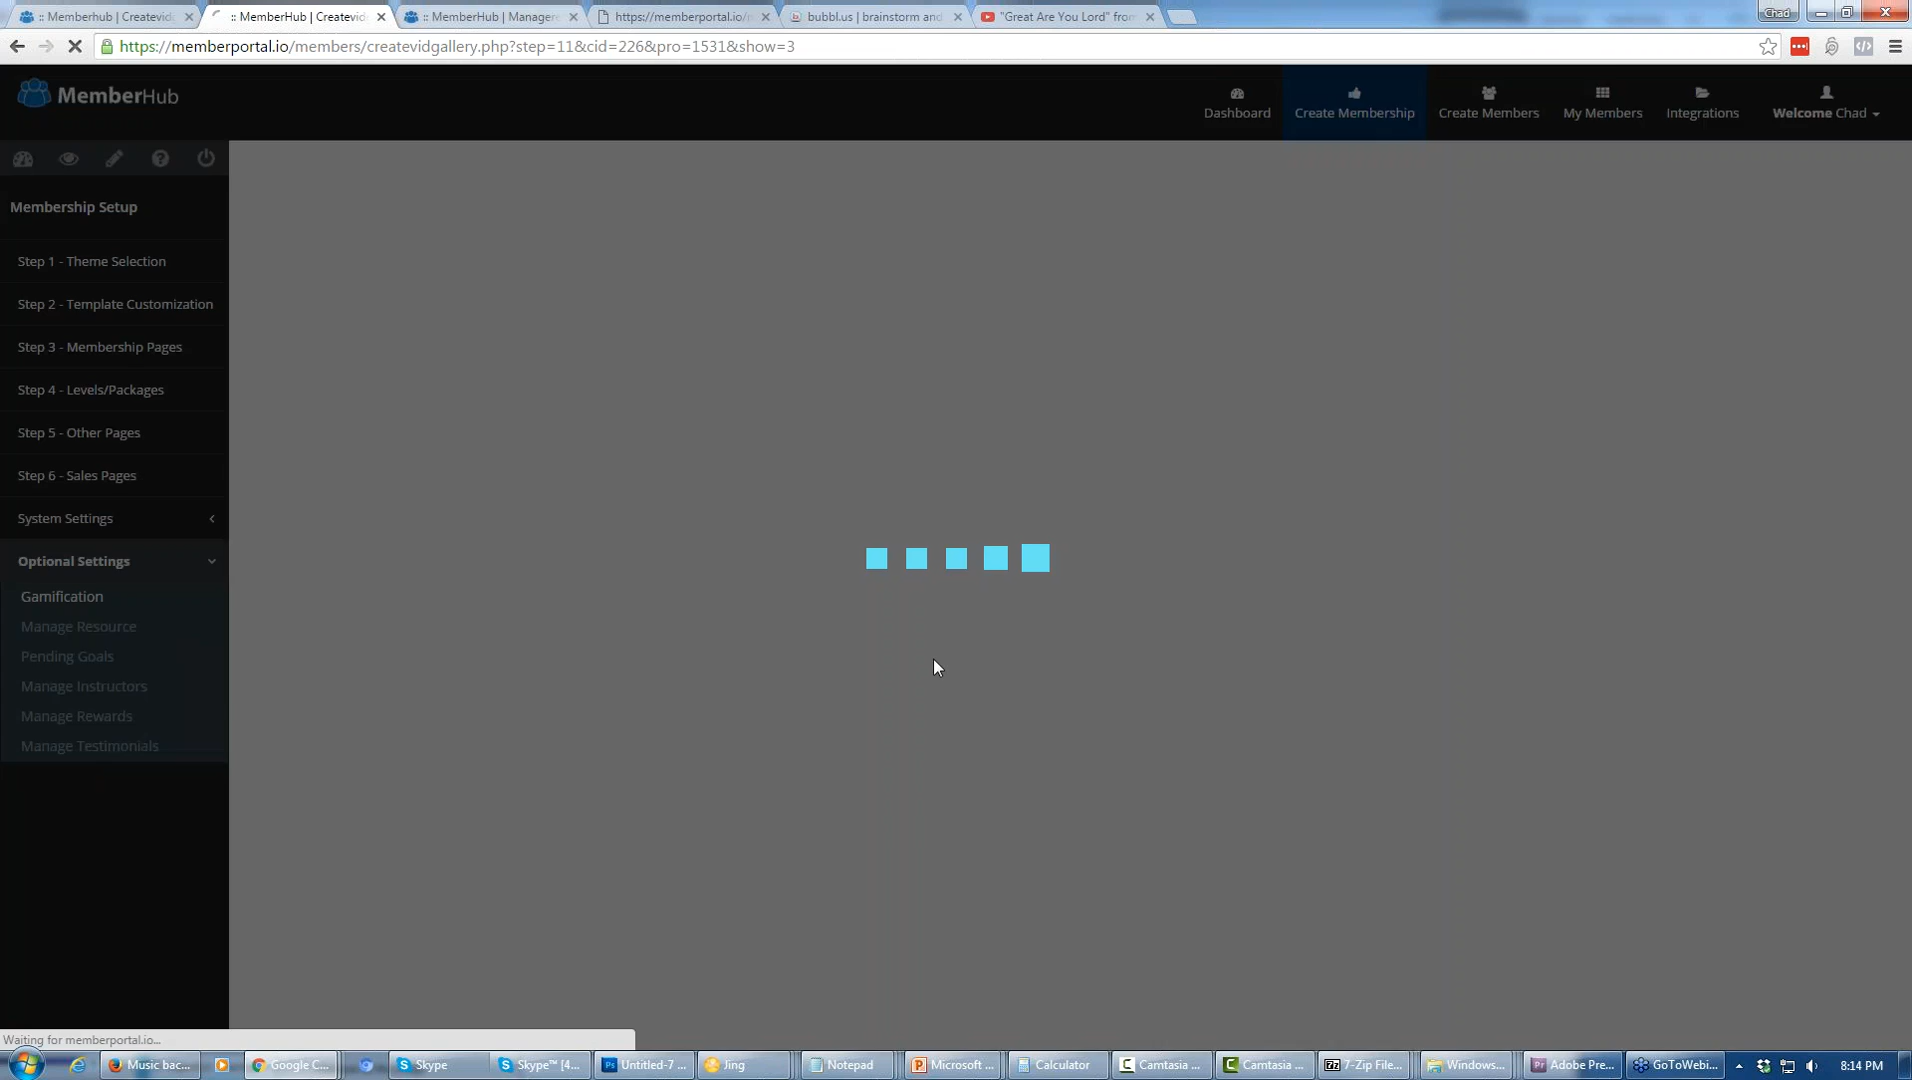 :: MemberHub | Createvid
:: MemberHub | Createvid
:: MemberHub | Manager
https://memberportal.io/m
bubbl.us | brainstorm and
"Great Are You Lord" from
Chad
https://memberportal.io/members/createvidgallery.php?step=11&cid=226&pro=1531&show=3
MemberHub
Dashboard
Create Membership
Create Members
My Members
Integrations
Welcome Chad
Membership Setup
Step 1 - Theme Selection
Step 2 - Template Customization
Step 3 - Membership Pages
Step 4 - Levels/Packages
Step 5 - Other Pages
Step 6 - Sales Pages
System Settings
Optional Settings
Gamification
Manage Resource
Pending Goals
Manage Instructors
Manage Rewards
Manage Testimonials
Waiting for memberportal.io...
Music bac...
Google C...
Skype
Skype™ [4...
Untitled-7 ...
Jing
Notepad
Microsoft ...
Calculator
Camtasia ...
Camtasia ...
7-Zip File...
Windows...
Adobe Pre...
GoToWebi...
8:14 PM